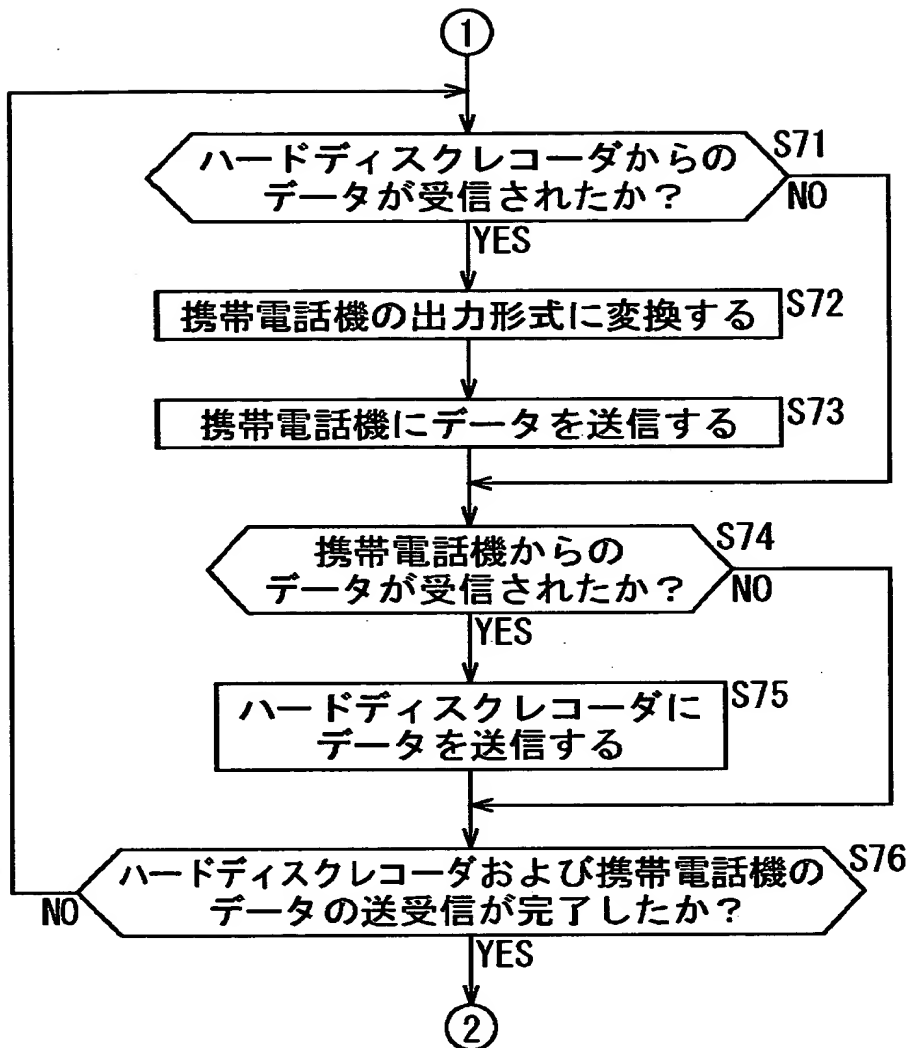 1
ハードディスクレコーダからの
データが受信されたか？
S71
NO
YES
携帯電話機の出力形式に変換する
S72
携帯電話機にデータを送信する
S73
携帯電話機からの
データが受信されたか？
S74
NO
YES
ハードディスクレコーダに
データを送信する
S75
ハードディスクレコーダおよび携帯電話機の
データの送受信が完了したか？
S76
NO
YES
2